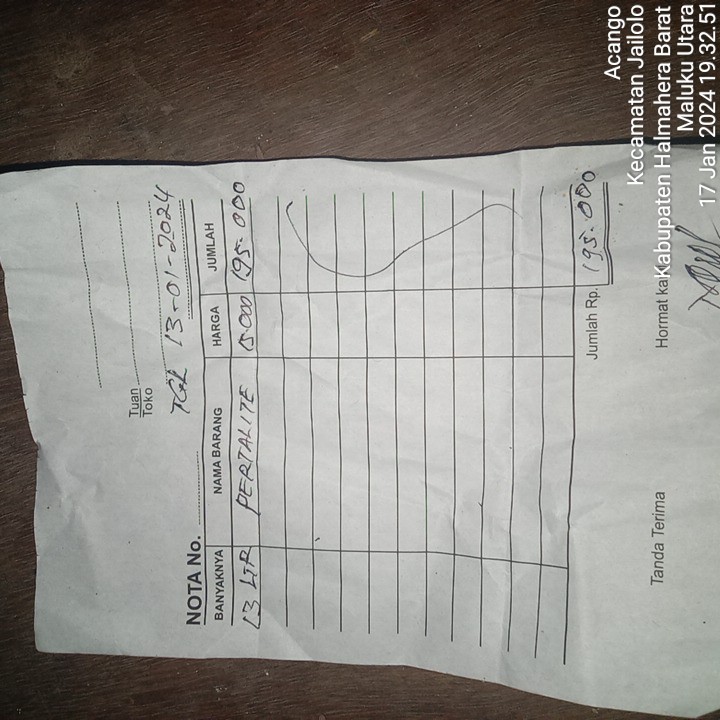 Tuan
Toko
TGL 13-01-2024
NOTA No.
BANYAKNYA NAMA BARANG HARGA JUMLAH
13 LTR PERTALITE 15.000 195.000
Jumlah Rp. 195.000
Tanda Terima Hormat ka
Acango
Kecamatan Jailolo
Kabupaten Halmahera Barat
Maluku Utara
17 Jan 2024 19.32.51